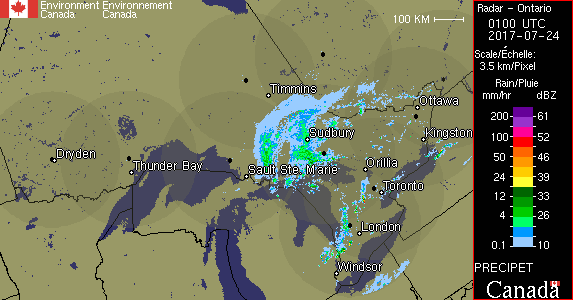 Environment Environnement
Canada Canada
100 KM
Timmins
Ottawa
Sudbury
Kingston
Dryden
Thunder Bay
Sault Ste. Marie
Orillia
Toronto
London
Windsor
Radar - Ontario
0100 UTC
2017-07-24
Scale/Échelle:
3.5 km/Pixel
Rain/Pluie
mm/hr dBZ
200 61
100 52
50 46
24 39
12 34
4 26
0.1 10
PRECIPET
Canada